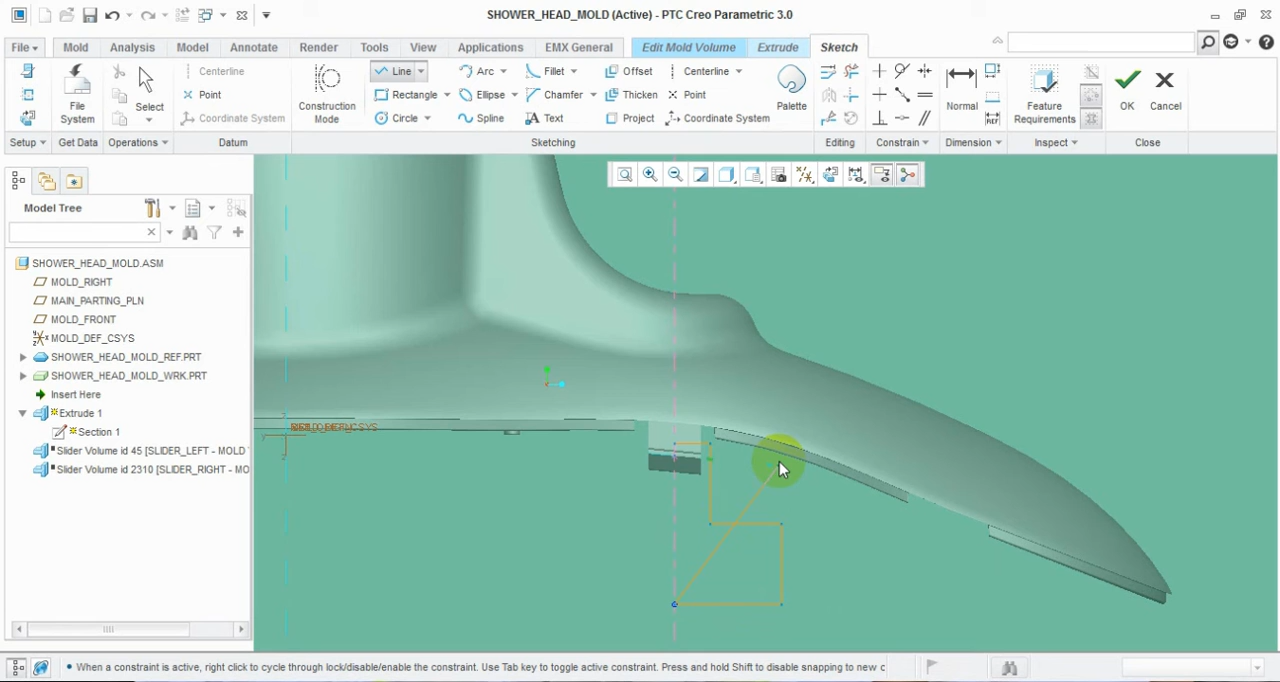 SHOWER_HEAD_MOLD (Active) - PTC Creo Parametric 3.0
File Mold Analysis Model Annotate Render Tools View Applications EMX General Edit Mold Volume Extrude Sketch
Centerline Line Arc Fillet Offset Centerline
Point Rectangle Ellipse Chamfer Thicken Point
Coordinate System Circle Spline Text Project Coordinate System
File System Select Construction Mode Palette Normal Feature Requirements OK Cancel
Setup Get Data Operations Datum Sketching Editing Constrain Dimension Inspect Close
Model Tree
SHOWER_HEAD_MOLD.ASM
MOLD_RIGHT
MAIN_PARTING_PLN
MOLD_FRONT
MOLD_DEF_CSYS
SHOWER_HEAD_MOLD_REF.PRT
SHOWER_HEAD_MOLD_WRK.PRT
Insert Here
Extrude 1
Section 1
Slider Volume id 45 [SLIDER_LEFT - MOLD
Slider Volume id 2310 [SLIDER_RIGHT - MO
• When a constraint is active, right click to cycle through lock/disable/enable the constraint. Use Tab key to toggle active constraint. Press and hold Shift to disable snapping to new c